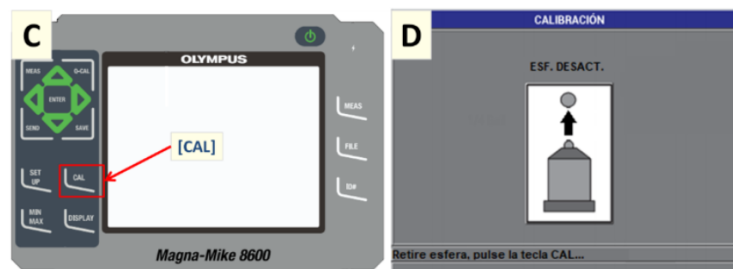 C
OLYMPUS
MEAS
O-CAL
ENTER
SEND
SAVE
[CAL]
SET UP
CAL
MIN MAX
DISPLAY
MEAS
FILE
ID#
Magna-Mike 8600
D
CALIBRACIÓN
ESF. DESACT.
Retire esfera, pulse la tecla CAL...